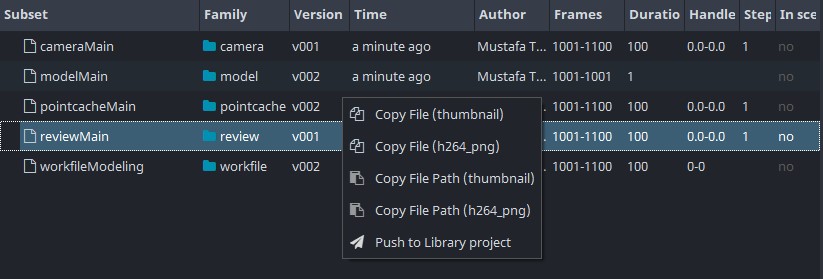 Subset Family Version Time Author Frames Duratio Handle Step In sce
cameraMain camera v001 a minute ago Mustafa T... 1001-1100 100 0.0-0.0 1 no
modelMain model v002 a minute ago Mustafa T... 1001-1001 1 no
pointcacheMain pointcache v002 1001-1100 100 0.0-0.0 1 no
Copy File (thumbnail)
reviewMain review v001 1001-1100 100 0.0-0.0 1 no
Copy File (h264_png)
workfileModeling workfile v002 1001-1100 100 0-0 no
Copy File Path (thumbnail)
Copy File Path (h264_png)
Push to Library project